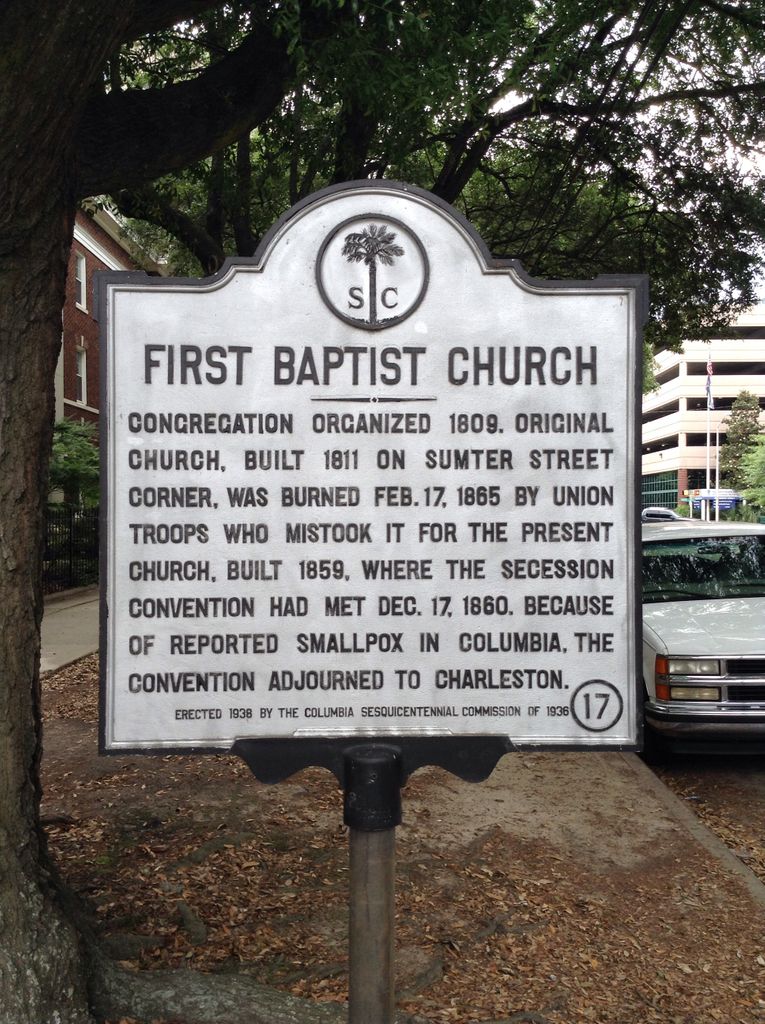 S C
FIRST BAPTIST CHURCH
CONGREGATION ORGANIZED 1809. ORIGINAL
CHURCH, BUILT 1811 ON SUMTER STREET
CORNER, WAS BURNED FEB. 17, 1865 BY UNION
TROOPS WHO MISTOOK IT FOR THE PRESENT
CHURCH, BUILT 1859, WHERE THE SECESSION
CONVENTION HAD MET DEC. 17, 1860. BECAUSE
OF REPORTED SMALLPOX IN COLUMBIA, THE
CONVENTION ADJOURNED TO CHARLESTON.
ERECTED 1938 BY THE COLUMBIA SESQUICENTENNIAL COMMISSION OF 1936
17